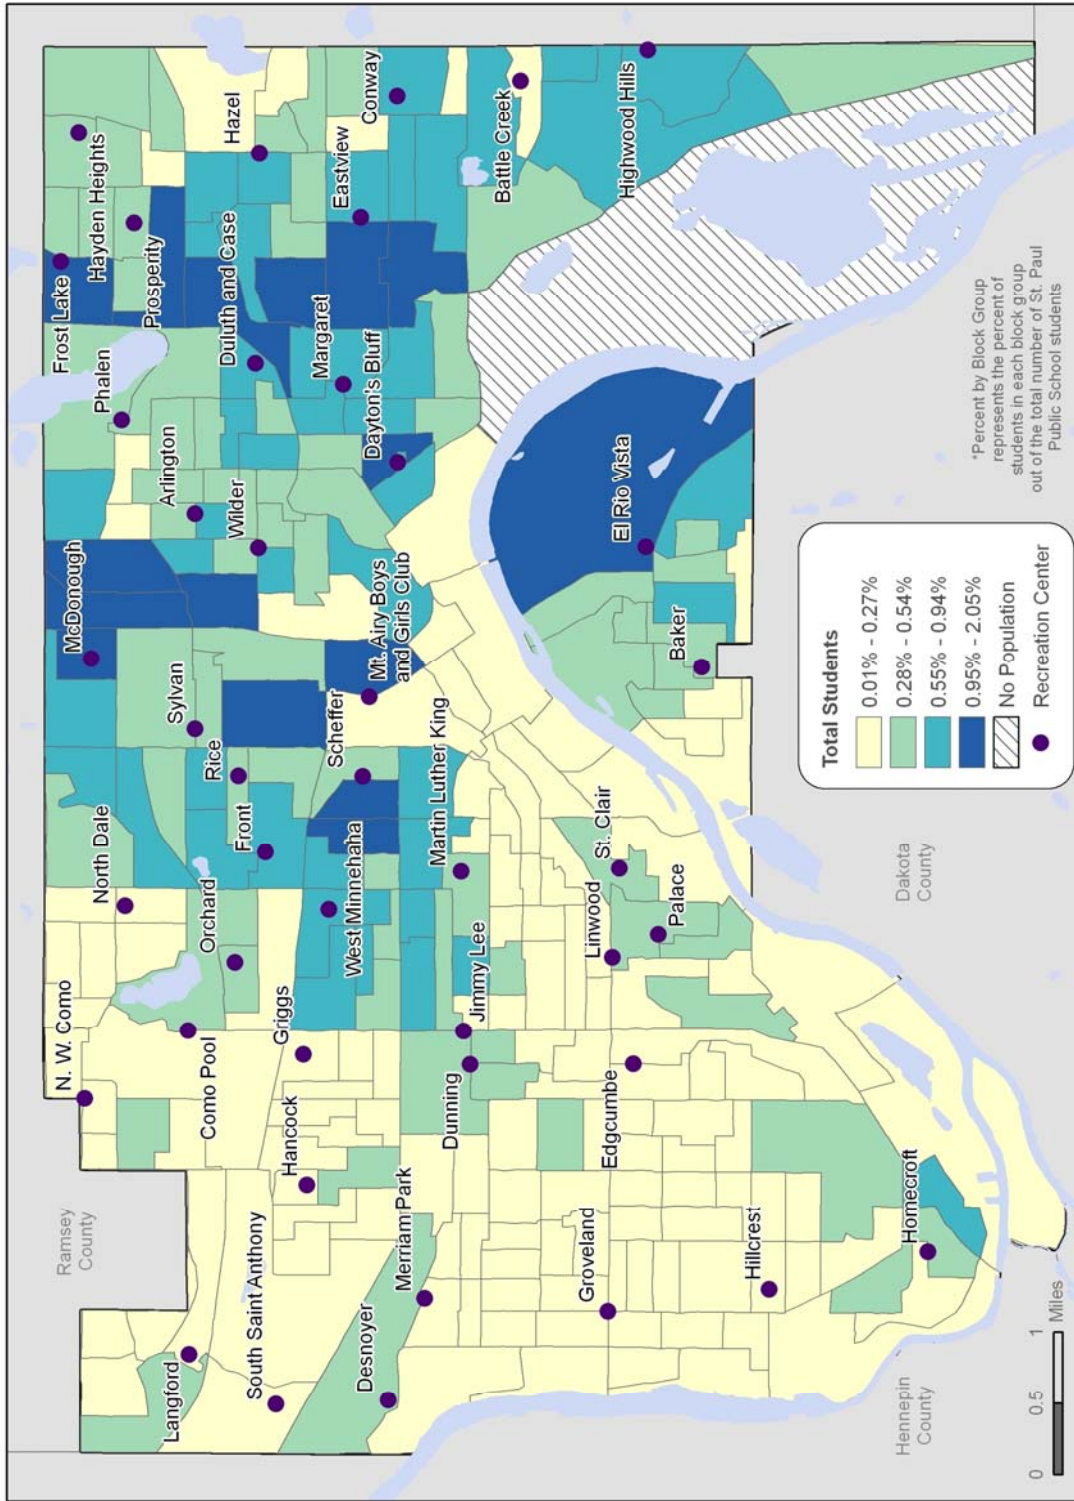 Ramsey
County
N. W. Como
North Dale
McDonough
Frost Lake
Phalen
Hayden Heights
Prosperity
Langford
Como Pool
Orchard
Sylvan
Arlington
Hazel
South Saint Anthony
Hancock
Griggs
Front
Rice
Wilder
Duluth and Case
Eastview
Conway
Desnoyer
Merriam Park
West Minnehaha
Scheffer
Mt. Airy Boys
and Girls Club
Margaret
Dayton's Bluff
Dunning
Jimmy Lee
Martin Luther King
Battle Creek
Groveland
Edgcumbe
Linwood
St. Clair
Palace
El Rio Vista
Highwood Hills
Hillcrest
Baker
Homecroft
Hennepin
County
Dakota
County
0
0.5
1
Miles
Total Students
0.01% - 0.27%
0.28% - 0.54%
0.55% - 0.94%
0.95% - 2.05%
No Population
Recreation Center
*Percent by Block Group
represents the percent of
students in each block group
out of the total number of St. Paul
Public School students